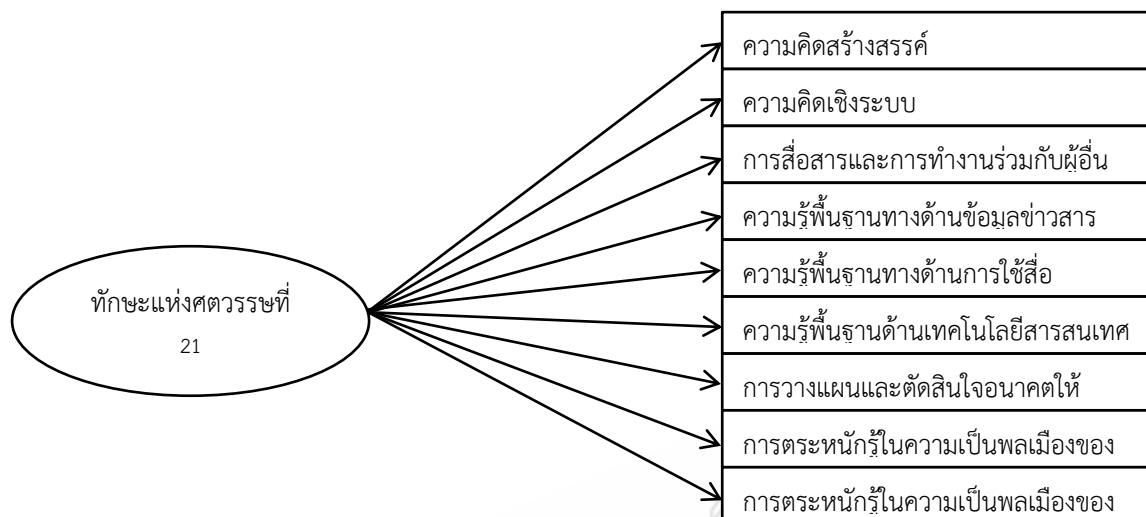 ความคิดสร้างสรรค์
ความคิดเชิงระบบ
การสื่อสารและการทำงานร่วมกับผู้อื่น
ความรู้พื้นฐานทางด้านข้อมูลข่าวสาร
ความรู้พื้นฐานทางด้านการใช้สื่อ
ความรู้พื้นฐานด้านเทคโนโลยีสารสนเทศ
การวางแผนและตัดสินใจอนาคตให้
การตระหนักรู้ในความเป็นพลเมืองของ
การตระหนักรู้ในความเป็นพลเมืองของ
ทักษะแห่งศตวรรษที่
21